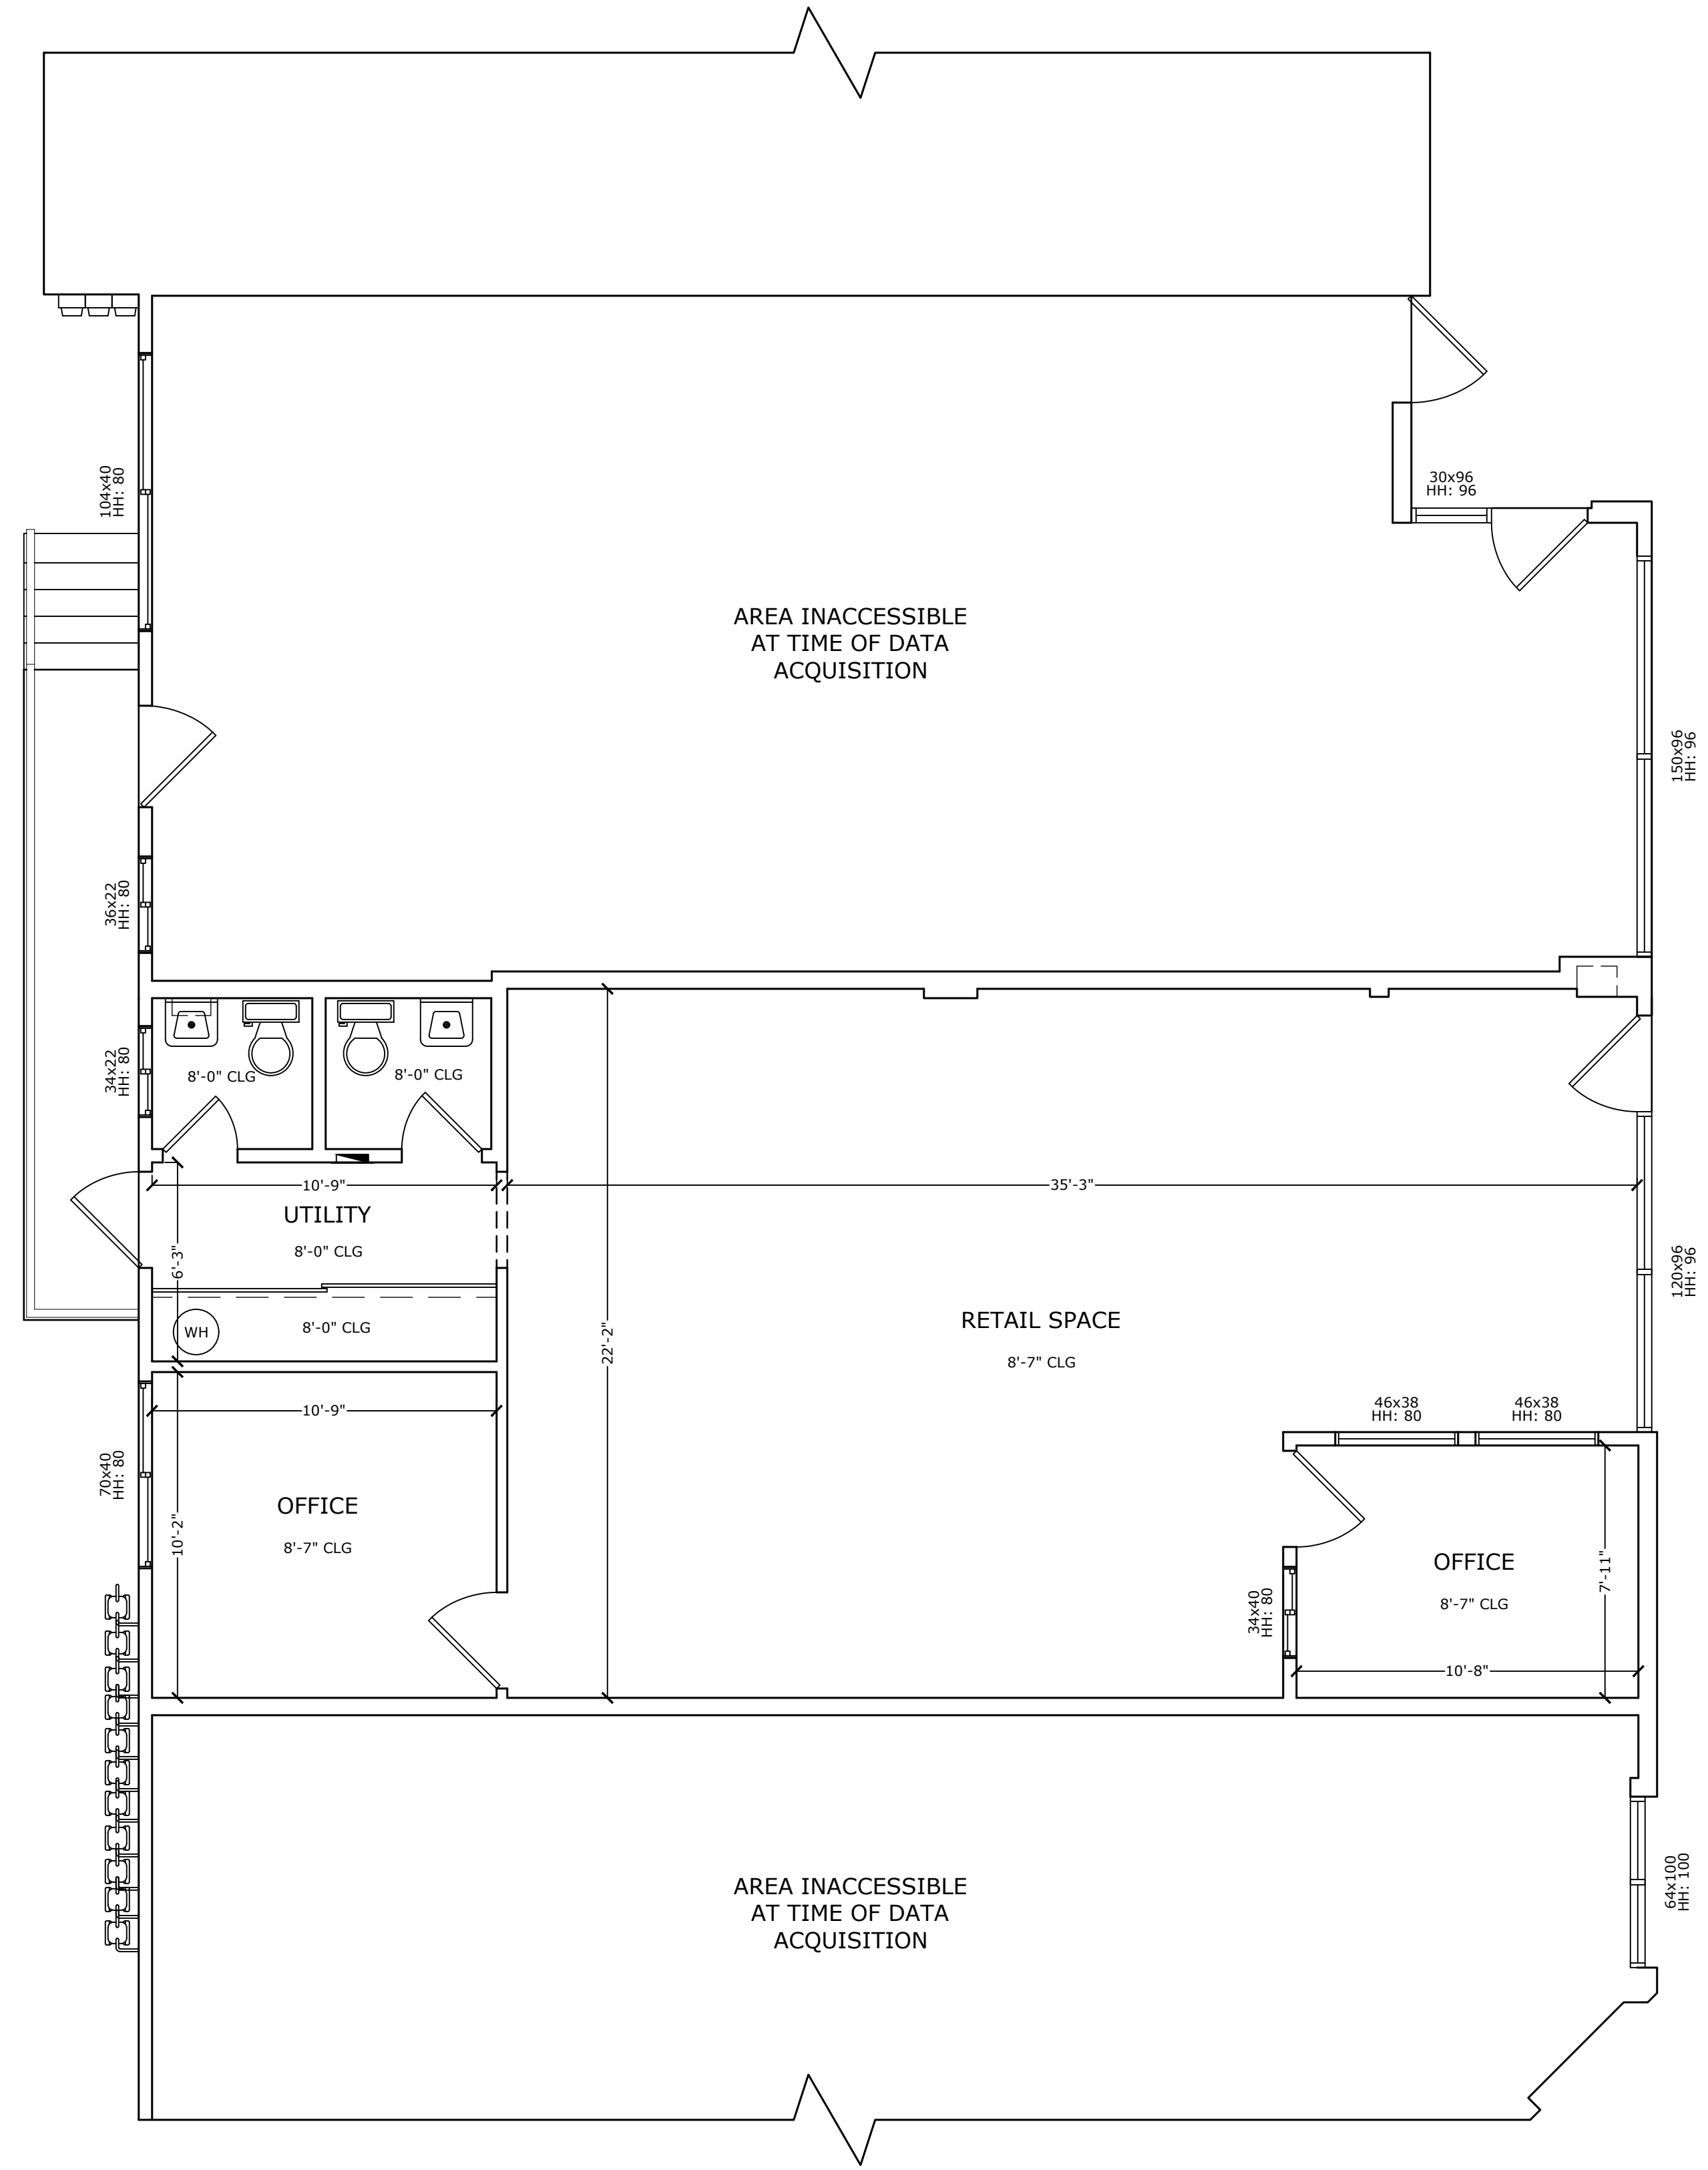 104x40
HH: 80
30x96
HH: 96
AREA INACCESSIBLE
AT TIME OF DATA
ACQUISITION
150x96
HH: 96
36x22
HH: 80
34x22
HH: 80
8'-0" CLG
8'-0" CLG
10'-9"
35'-3"
UTILITY
8'-0" CLG
6'-3"
120x96
HH: 96
WH
8'-0" CLG
22'-2"
RETAIL SPACE
8'-7" CLG
10'-9"
46x38
HH: 80
46x38
HH: 80
70x40
HH: 80
OFFICE
8'-7" CLG
10'-2"
OFFICE
8'-7" CLG
7'-11"
34x40
HH: 80
10'-8"
AREA INACCESSIBLE
AT TIME OF DATA
ACQUISITION
64x100
HH: 100